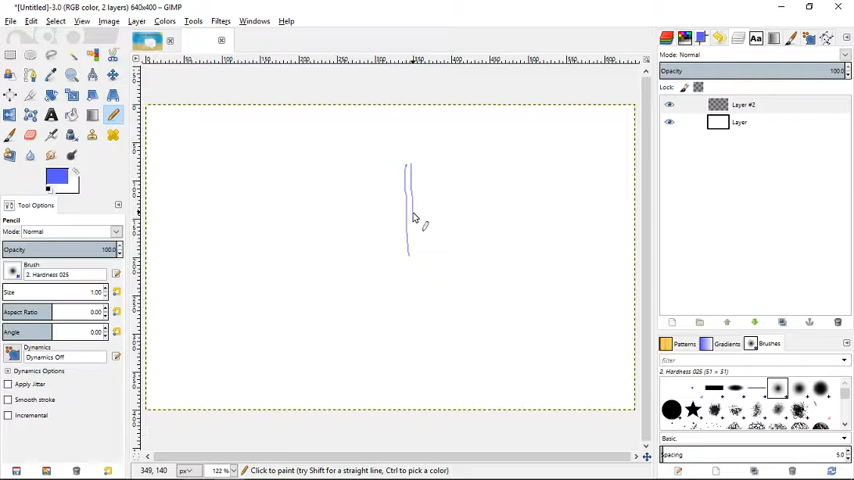 *[Untitled]-3.0 (RGB color, 2 layers) 640x400 – GIMP
File Edit Select View Image Layer Colors Tools Filters Windows Help
Tool Options
Pencil
Mode: Normal
Opacity 100.0
Brush
2. Hardness 025
Size 1.00
Aspect Ratio 0.00
Angle 0.00
Dynamics
Dynamics Off
Dynamics Options
Apply Jitter
Smooth stroke
Incremental
349, 140 px 122 % Click to paint (try Shift for a straight line, Ctrl to pick a color)
Mode: Normal
Opacity 100.0
Lock:
Layer #2
Layer
Patterns Gradients Brushes
filter
2. Hardness 025 (51 × 51)
Basic.
Spacing 5.0